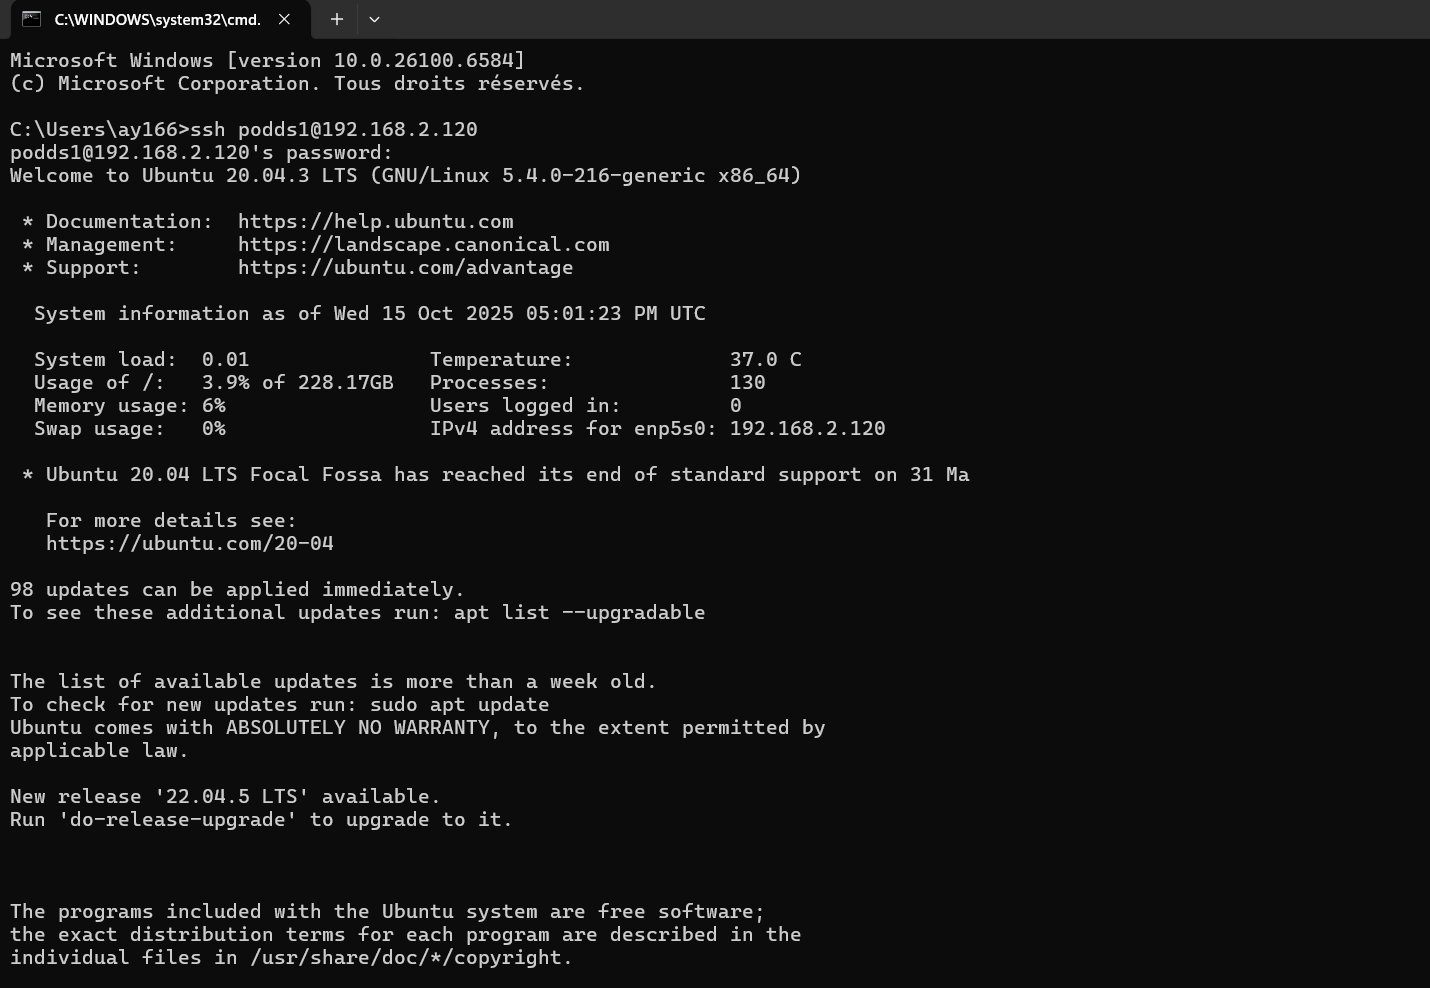 C:\WINDOWS\system32\cmd.
Microsoft Windows [version 10.0.26100.6584]
(c) Microsoft Corporation. Tous droits réservés.
C:\Users\ay166>ssh podds1@192.168.2.120
podds1@192.168.2.120's password:
Welcome to Ubuntu 20.04.3 LTS (GNU/Linux 5.4.0-216-generic x86_64)
* Documentation:  https://help.ubuntu.com
* Management:     https://landscape.canonical.com
* Support:        https://ubuntu.com/advantage
System information as of Wed 15 Oct 2025 05:01:23 PM UTC
System load:  0.01               Temperature:             37.0 C
Usage of /:   3.9% of 228.17GB   Processes:               130
Memory usage: 6%                 Users logged in:         0
Swap usage:   0%                 IPv4 address for enp5s0: 192.168.2.120
* Ubuntu 20.04 LTS Focal Fossa has reached its end of standard support on 31 Ma
For more details see:
https://ubuntu.com/20-04
98 updates can be applied immediately.
To see these additional updates run: apt list --upgradable
The list of available updates is more than a week old.
To check for new updates run: sudo apt update
Ubuntu comes with ABSOLUTELY NO WARRANTY, to the extent permitted by
applicable law.
New release '22.04.5 LTS' available.
Run 'do-release-upgrade' to upgrade to it.
The programs included with the Ubuntu system are free software;
the exact distribution terms for each program are described in the
individual files in /usr/share/doc/*/copyright.